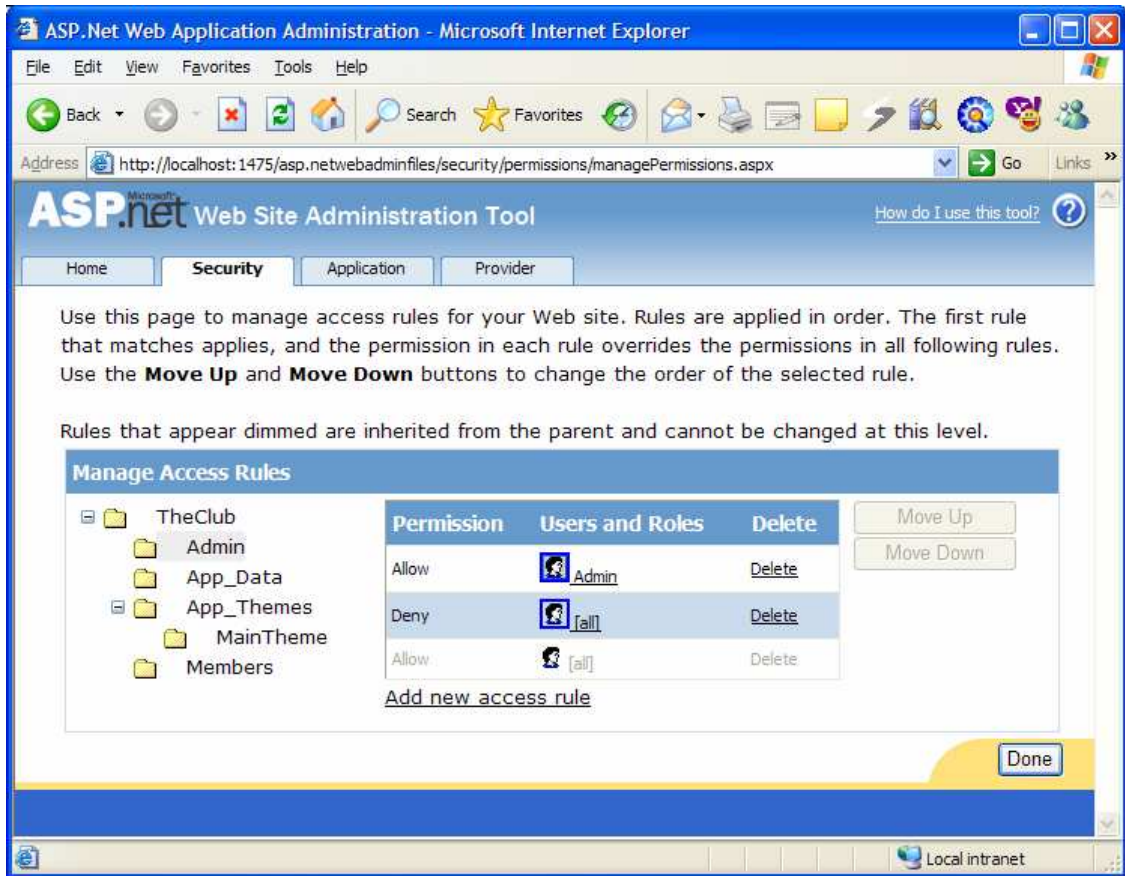 ASP.Net Web Application Administration - Microsoft Internet Explorer
File Edit View Favorites Tools Help
Back Search Favorites
Address http://localhost:1475/asp.netwebadminfiles/security/permissions/managePermissions.aspx Go Links »
Microsoft
ASP.net Web Site Administration Tool How do I use this tool? ?
Home Security Application Provider
Use this page to manage access rules for your Web site. Rules are applied in order. The first rule
that matches applies, and the permission in each rule overrides the permissions in all following rules.
Use the Move Up and Move Down buttons to change the order of the selected rule.
Rules that appear dimmed are inherited from the parent and cannot be changed at this level.
Manage Access Rules
TheClub
Admin
App_Data
App_Themes
MainTheme
Members
Permission Users and Roles Delete
Allow Admin Delete
Deny [all] Delete
Allow [all] Delete
Add new access rule
Move Up
Move Down
Done
Local intranet